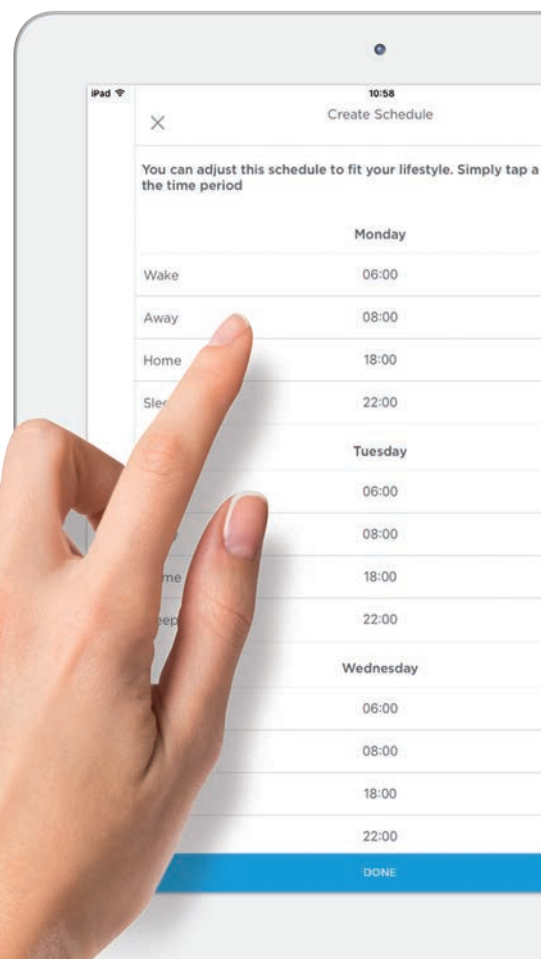 iPad
10:58
Create Schedule
You can adjust this schedule to fit your lifestyle. Simply tap a
the time period
Monday
Wake 06:00
Away 08:00
Home 18:00
22:00
Tuesday
06:00
08:00
18:00
22:00
Wednesday
06:00
08:00
18:00
22:00
DONE